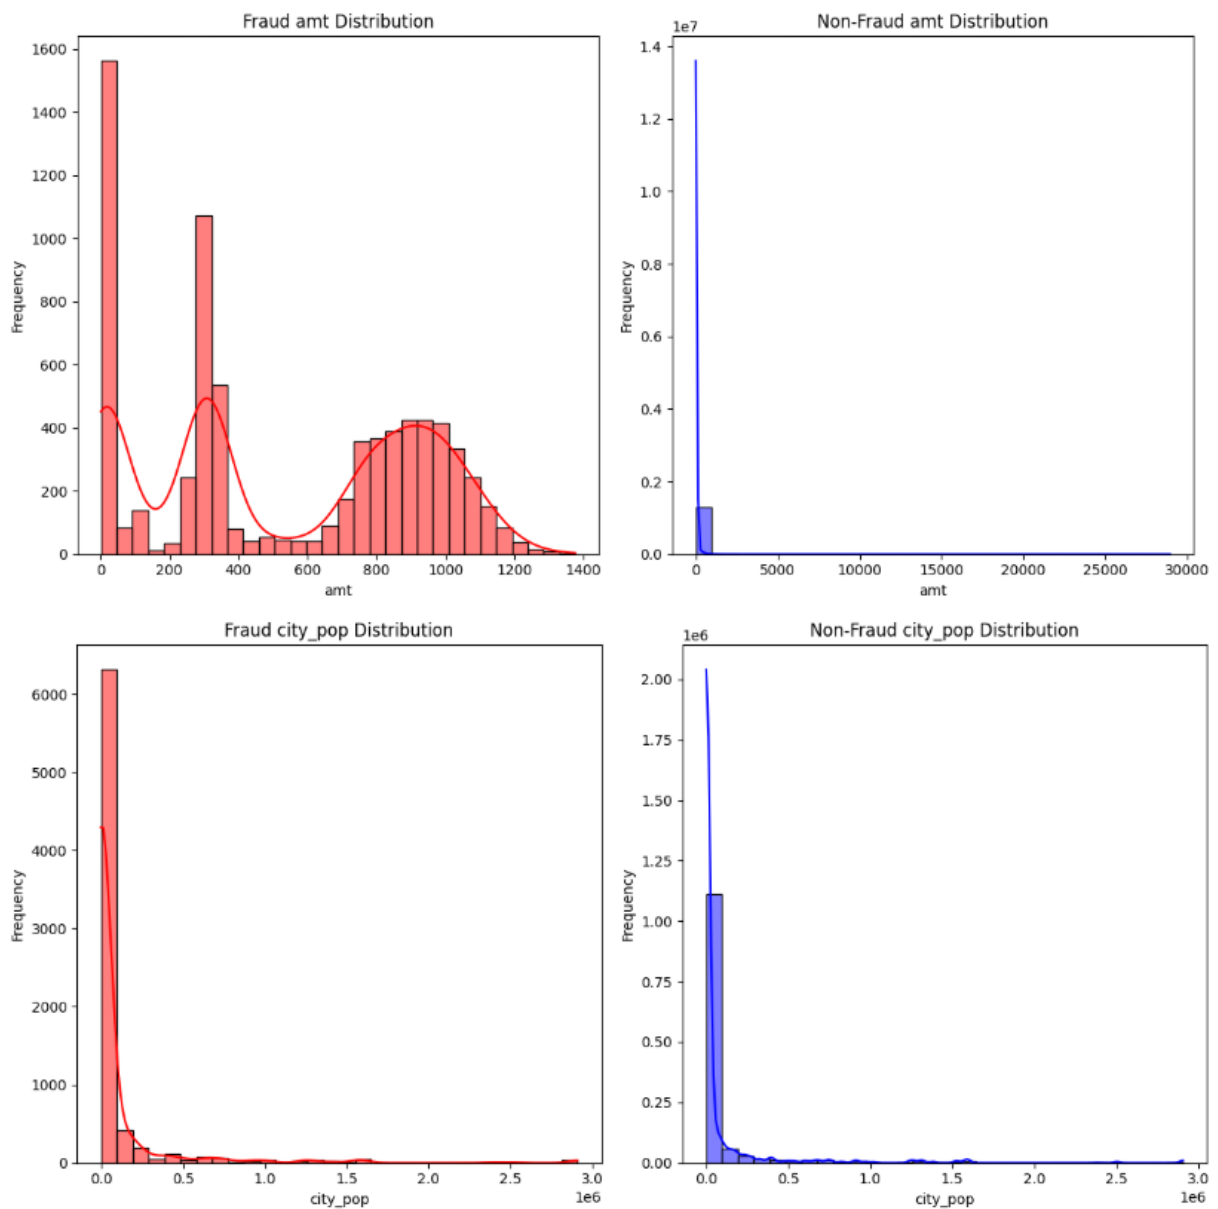 Fraud amt Distribution
1600
1400
1200
1000
800
600
400
200
0
Frequency
0 200 400 600 800 1000 1200 1400
amt
Non-Fraud amt Distribution
1e7
1.4
1.2
1.0
0.8
0.6
0.4
0.2
0.0
Frequency
0 5000 10000 15000 20000 25000 30000
amt
Fraud city_pop Distribution
6000
5000
4000
3000
2000
1000
0
Frequency
0.0 0.5 1.0 1.5 2.0 2.5 3.0
1e6
city_pop
Non-Fraud city_pop Distribution
1e6
2.00
1.75
1.50
1.25
1.00
0.75
0.50
0.25
0.00
Frequency
0.0 0.5 1.0 1.5 2.0 2.5 3.0
1e6
city_pop